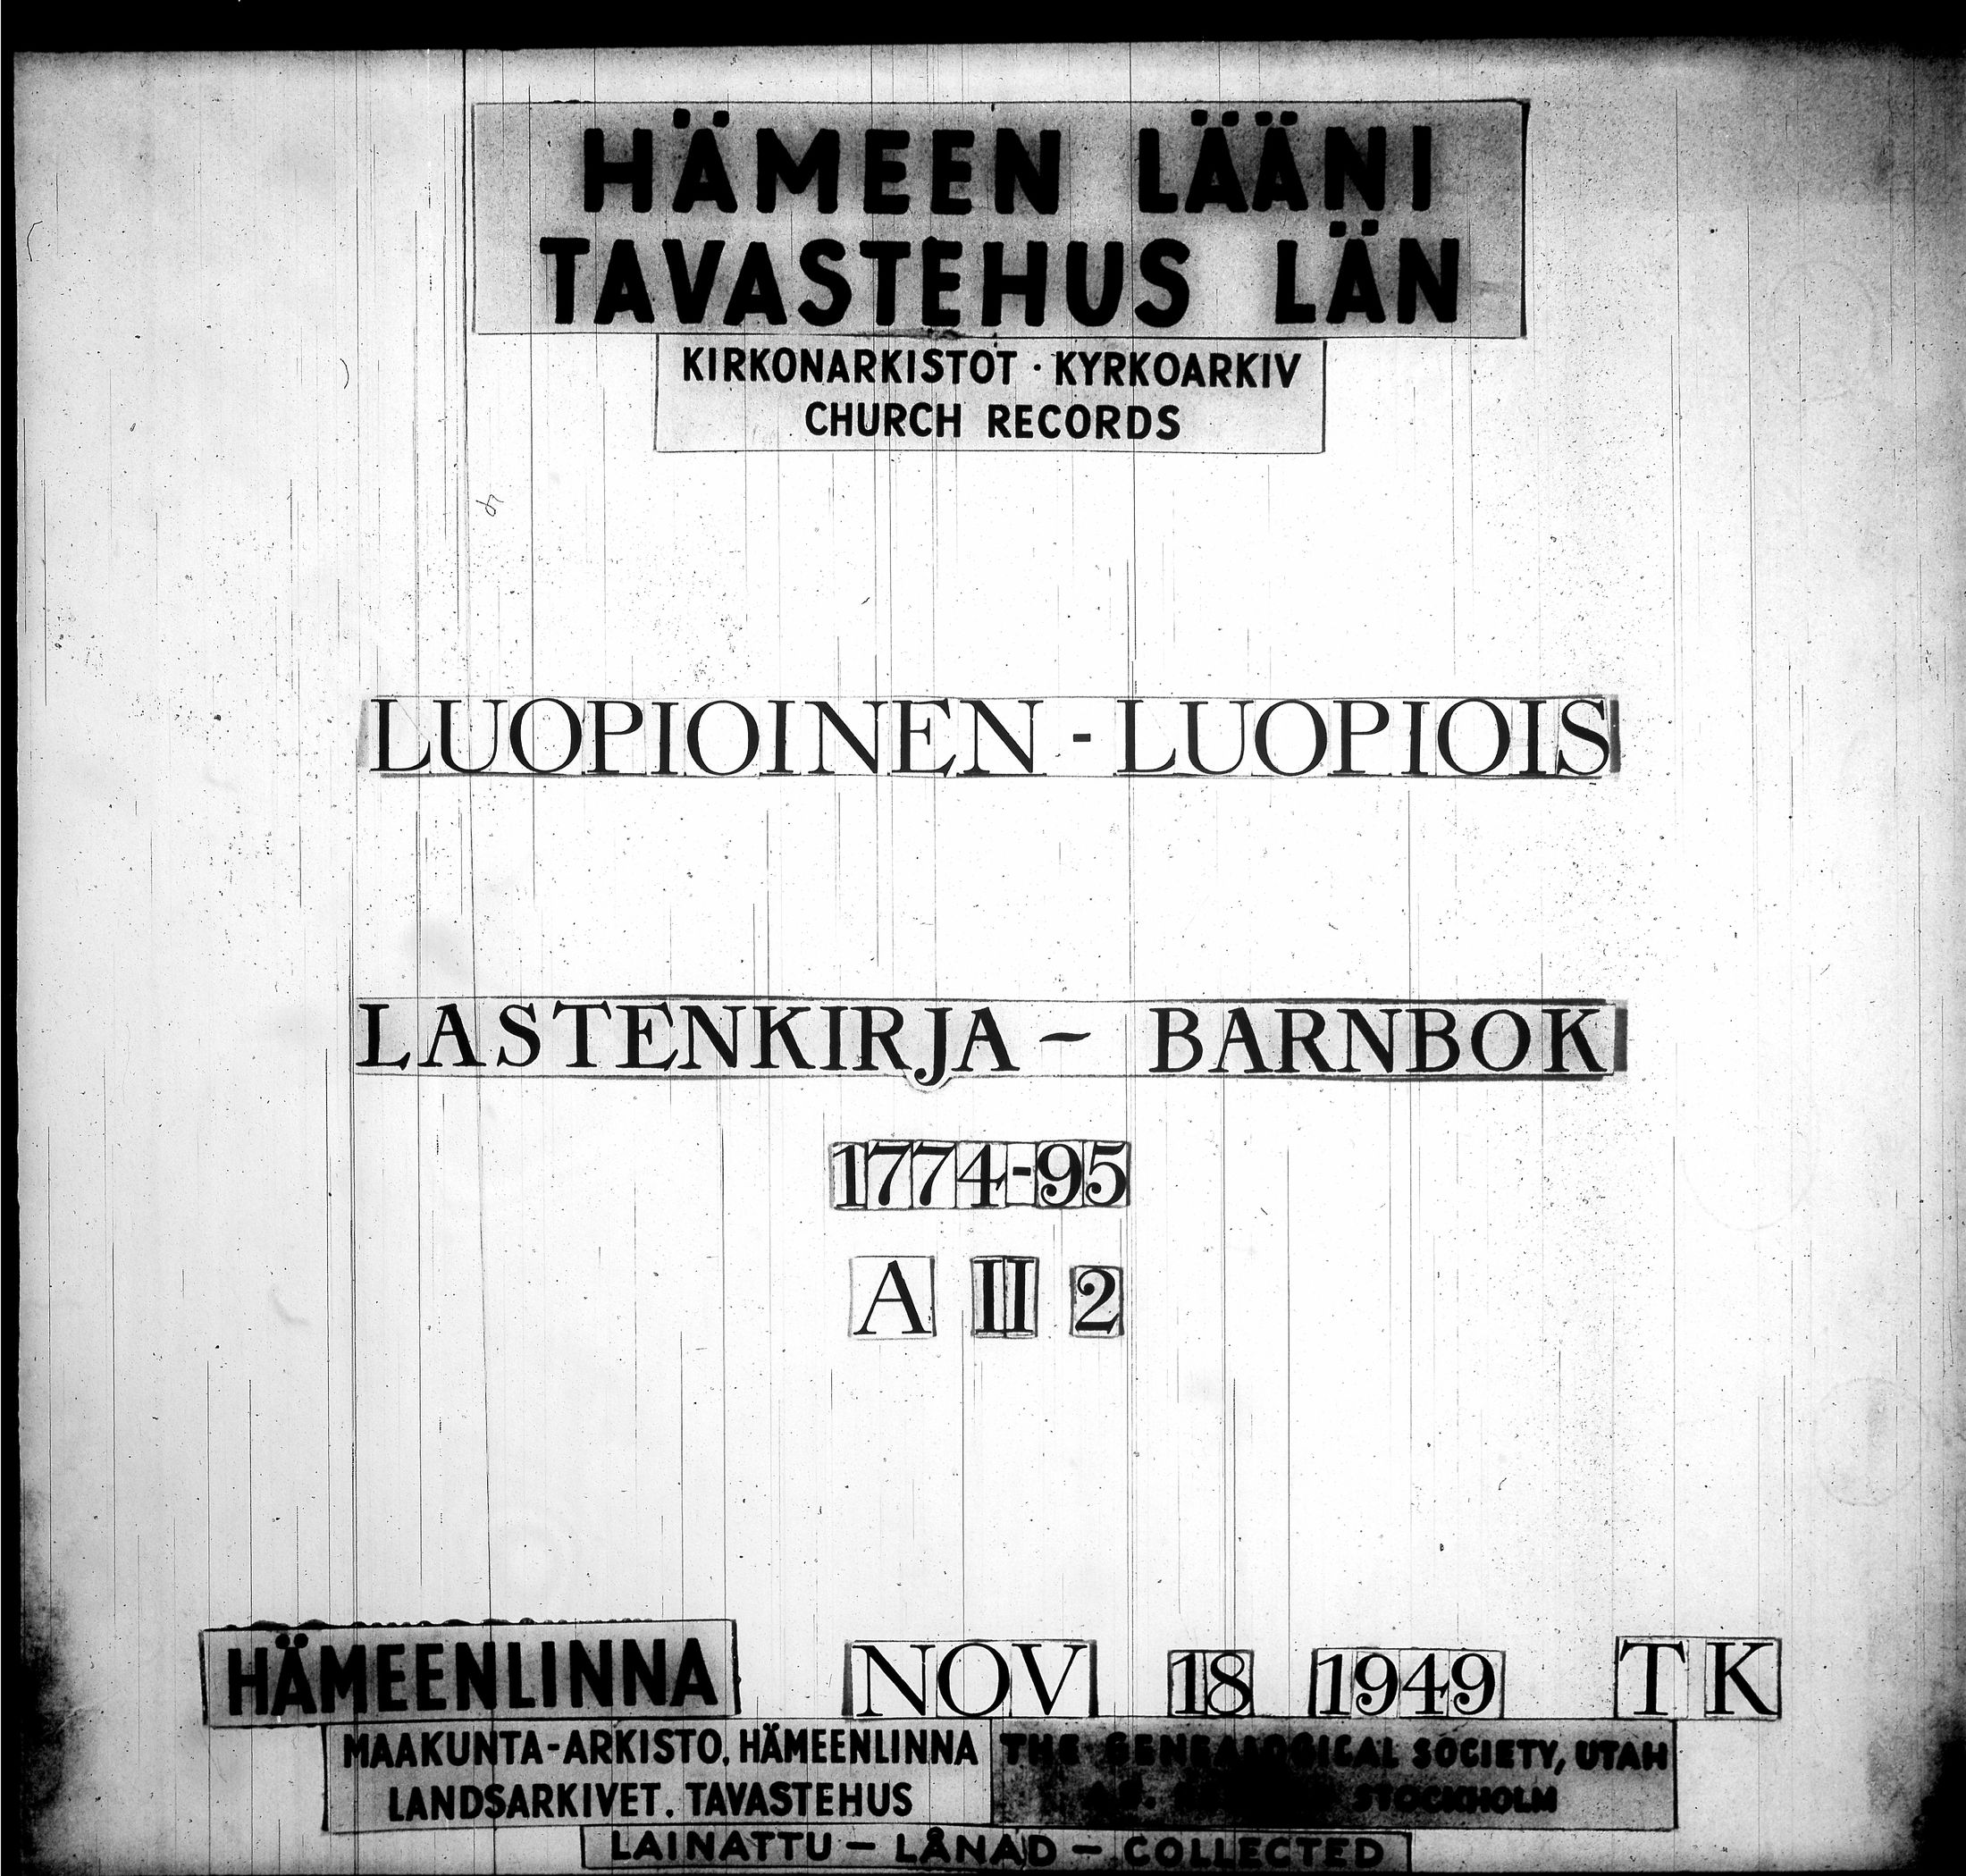 HÄMEEN LÄÄNI
TAVASTEHUS LÄN
KIRKONARKISTOT · KYRKOARKIV
CHURCH RECORDS
LUOPIOINEN - LUOPIOIS
LASTENKIRJA - BARNBOK
1774-95
A II 2
HÄMEENLINNA NOV 18 1949 TK
MAAKUNTA-ARKISTO, HÄMEENLINNA THE GENEALOGICAL SOCIETY, UTAH
LANDSARKIVET, TAVASTEHUS STOCKHOLM
LAINATTU - LÅNAD - COLLECTED